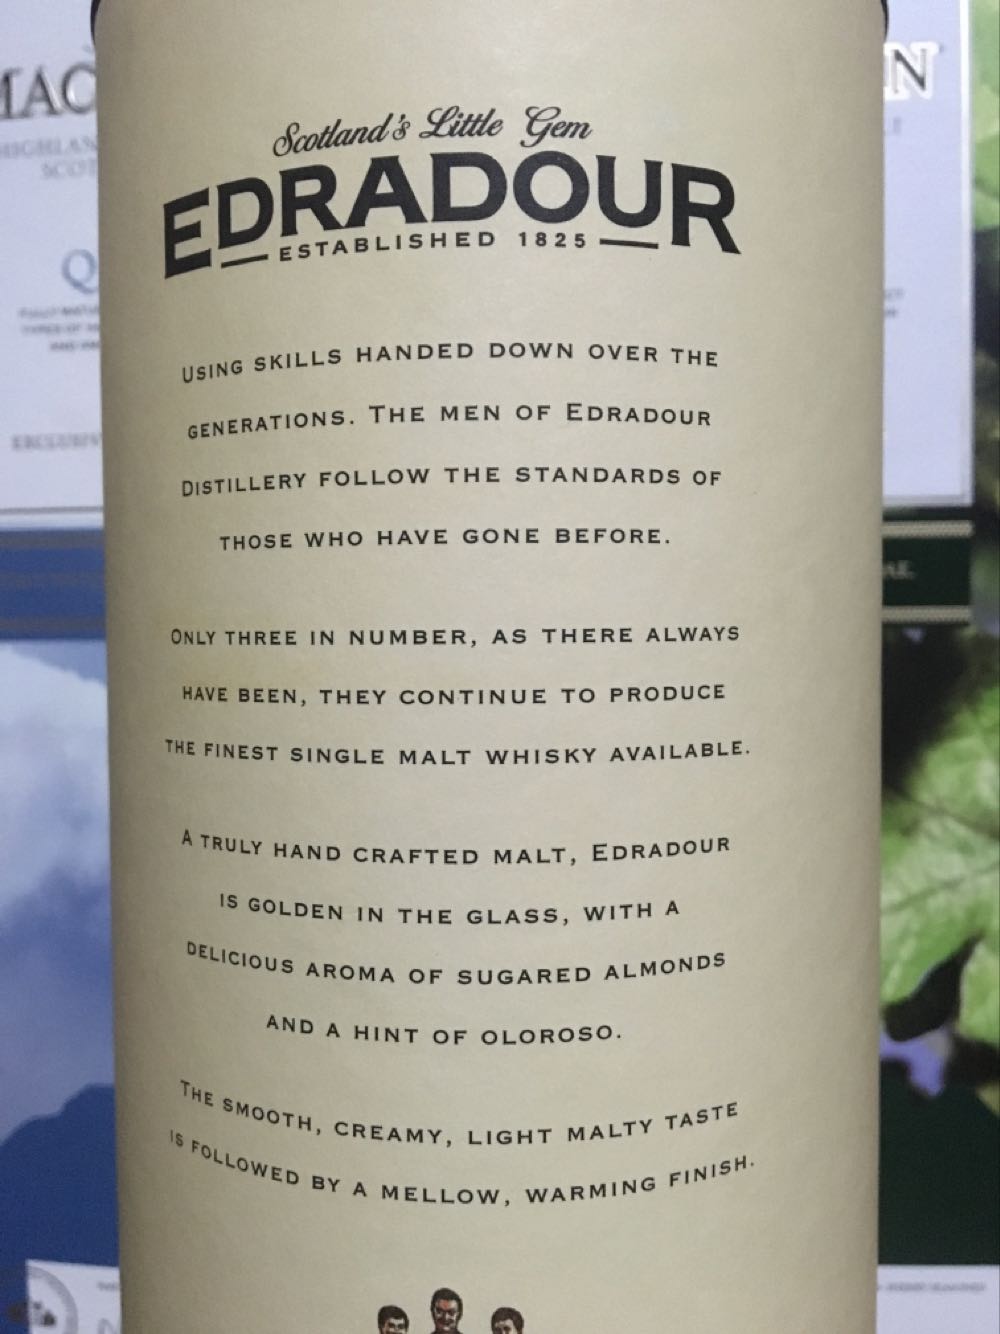 Scotland's Little Gem
EDRADOUR
ESTABLISHED 1825
USING SKILLS HANDED DOWN OVER THE
GENERATIONS. THE MEN OF EDRADOUR
DISTILLERY FOLLOW THE STANDARDS OF
THOSE WHO HAVE GONE BEFORE.
ONLY THREE IN NUMBER, AS THERE ALWAYS
HAVE BEEN, THEY CONTINUE TO PRODUCE
THE FINEST SINGLE MALT WHISKY AVAILABLE.
A TRULY HAND CRAFTED MALT, EDRADOUR
IS GOLDEN IN THE GLASS, WITH A
DELICIOUS AROMA OF SUGARED ALMONDS
AND A HINT OF OLOROSO.
THE SMOOTH, CREAMY, LIGHT MALTY TASTE
IS FOLLOWED BY A MELLOW, WARMING FINISH.